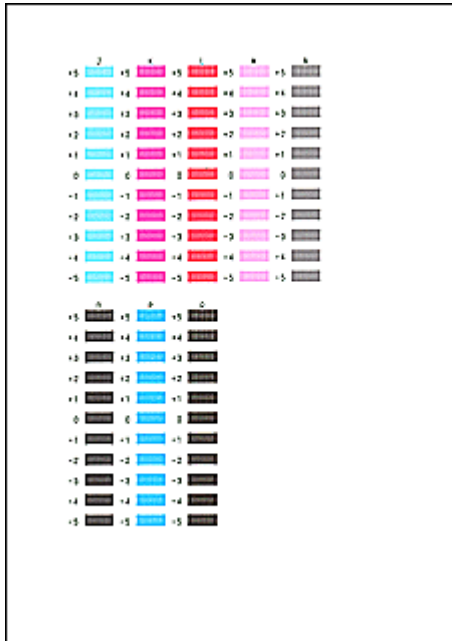 +5 +5 +5 +5 +5
+4 +4 +4 +4 +4
+3 +3 +3 +3 +3
+2 +2 +2 +2 +2
+1 +1 +1 +1 +1
0 0 0 0 0
-1 -1 -1 -1 -1
-2 -2 -2 -2 -2
-3 -3 -3 -3 -3
-4 -4 -4 -4 -4
-5 -5 -5 -5 -5
+5 +5 +5
+4 +4 +4
+3 +3 +3
+2 +2 +2
+1 +1 +1
0 0 0
-1 -1 -1
-2 -2 -2
-3 -3 -3
-4 -4 -4
-5 -5 -5